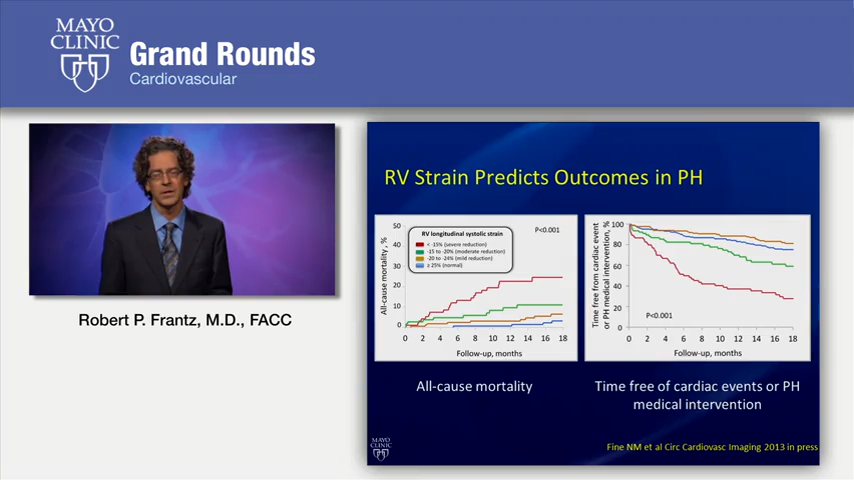 MAYO
CLINIC
Grand Rounds
Cardiovascular
Robert P. Frantz, M.D., FACC
RV Strain Predicts Outcomes in PH
All-cause mortality, %
50
40
30
20
10
0
RV longitudinal systolic strain
< -15% (severe reduction)
-15 to -20% (moderate reduction)
-20 to -24% (mild reduction)
≥ 25% (normal)
P<0.001
0 2 4 6 8 10 12 14 16 18
Follow-up, months
All-cause mortality
Time free from cardiac event
or PH medical intervention, %
100
80
60
40
20
0
P<0.001
0 2 4 6 8 10 12 14 16 18
Follow-up, months
Time free of cardiac events or PH
medical intervention
MAYO
CLINIC
Fine NM et al Circ Cardiovasc Imaging 2013 in press